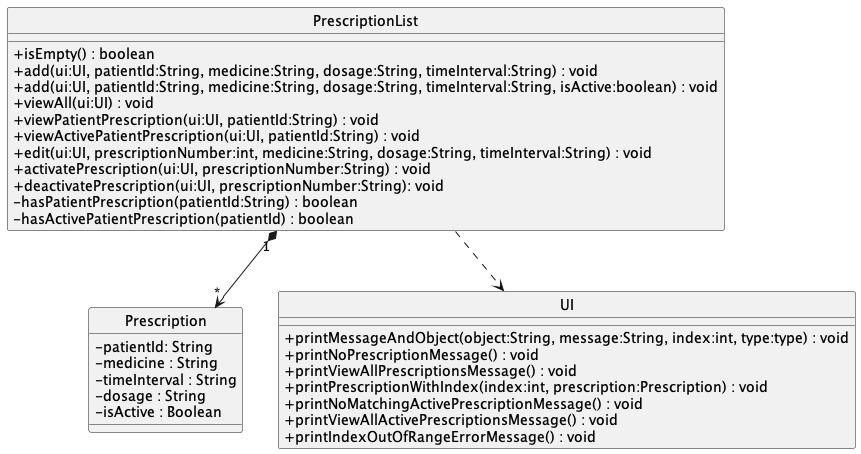 PrescriptionList
+isEmpty() : boolean
+add(ui:UI, patientId:String, medicine:String, dosage:String, timeInterval:String) : void
+add(ui:UI, patientId:String, medicine:String, dosage:String, timeInterval:String, isActive:boolean) : void
+viewAll(ui:UI) : void
+viewPatientPrescription(ui:UI, patientId:String) : void
+viewActivePatientPrescription(ui:UI, patientId:String) : void
+edit(ui:UI, prescriptionNumber:int, medicine:String, dosage:String, timeInterval:String) : void
+activatePrescription(ui:UI, prescriptionNumber:String) : void
+deactivatePrescription(ui:UI, prescriptionNumber:String): void
-hasPatientPrescription(patientId:String) : boolean
-hasActivePatientPrescription(patientId) : boolean
1
*
Prescription
-patientId: String
-medicine : String
-timeInterval : String
-dosage : String
-isActive : Boolean
UI
+printMessageAndObject(object:String, message:String, index:int, type:type) : void
+printNoPrescriptionMessage() : void
+printViewAllPrescriptionsMessage() : void
+printPrescriptionWithIndex(index:int, prescription:Prescription) : void
+printNoMatchingActivePrescriptionMessage() : void
+printViewAllActivePrescriptionsMessage() : void
+printIndexOutOfRangeErrorMessage() : void